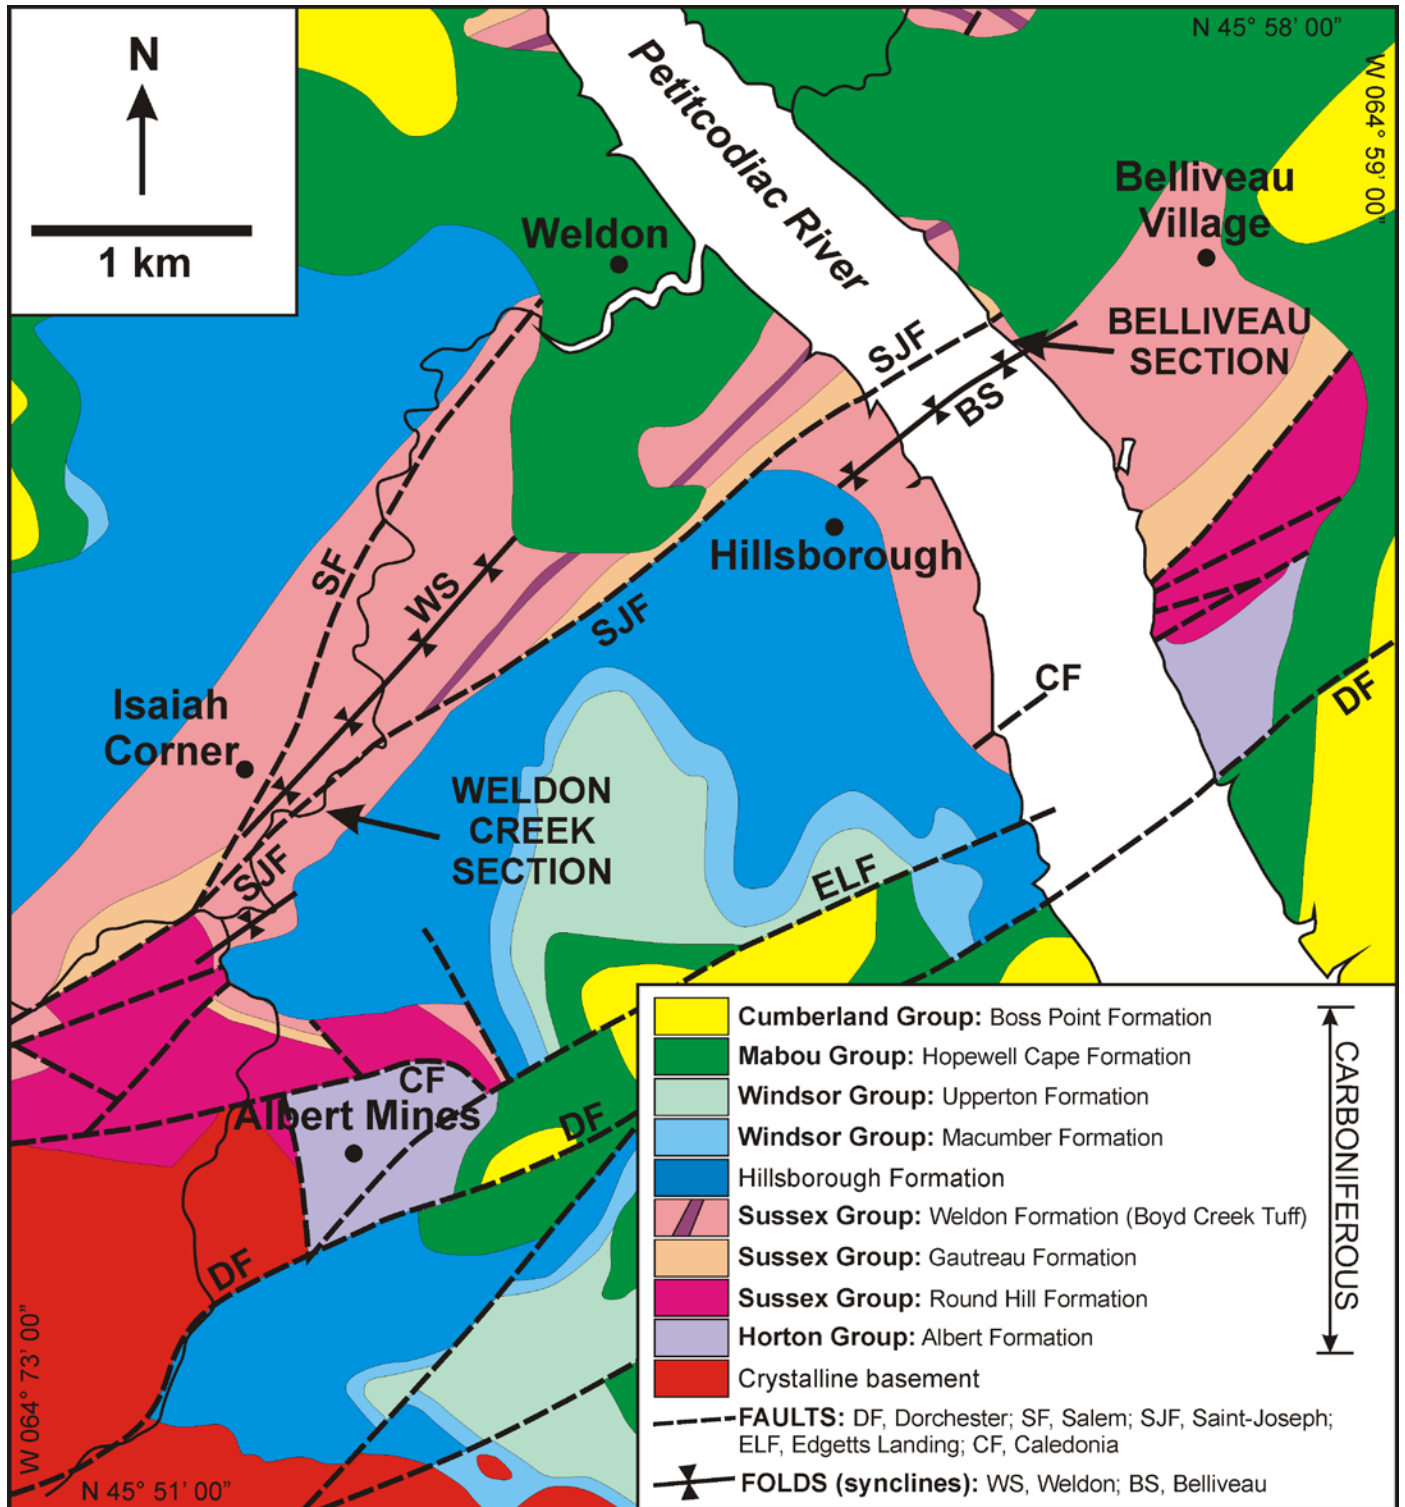 N 45° 58' 00"
N
W 064° 59' 00"
1 km
Petitcodiac River
Weldon
Belliveau
Village
BELLIVEAU
SECTION
SJF
BS
SF
WS
Hillsborough
SJF
CF
DF
Isaiah
Corner
WELDON
CREEK
SECTION
SJF
ELF
CF
Albert Mines
DF
DF
W 064° 73' 00"
N 45° 51' 00"
Cumberland Group: Boss Point Formation
Mabou Group: Hopewell Cape Formation
Windsor Group: Upperton Formation
Windsor Group: Macumber Formation
Hillsborough Formation
Sussex Group: Weldon Formation (Boyd Creek Tuff)
Sussex Group: Gautreau Formation
Sussex Group: Round Hill Formation
Horton Group: Albert Formation
Crystalline basement
CARBONIFEROUS
FAULTS: DF, Dorchester; SF, Salem; SJF, Saint-Joseph;
ELF, Edgetts Landing; CF, Caledonia
FOLDS (synclines): WS, Weldon; BS, Belliveau